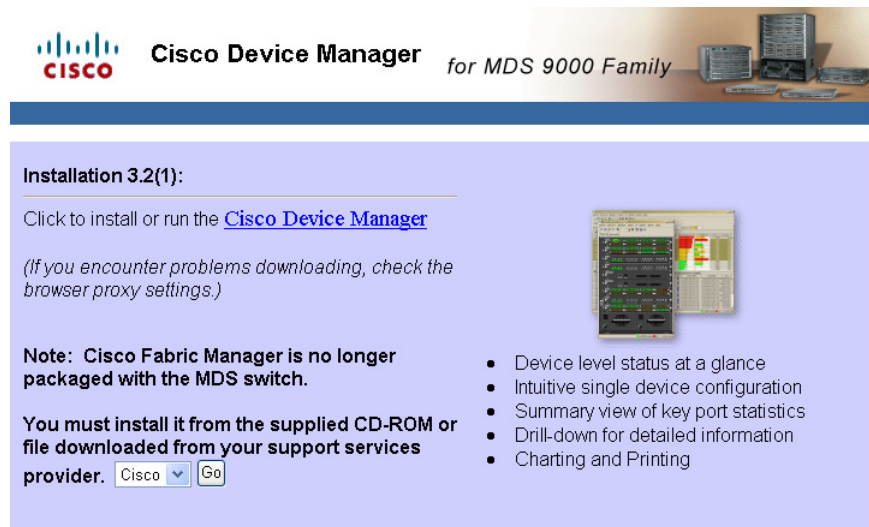 CISCO
Cisco Device Manager
for MDS 9000 Family
Installation 3.2(1):
Click to install or run the Cisco Device Manager
(If you encounter problems downloading, check the
browser proxy settings.)
Note: Cisco Fabric Manager is no longer
packaged with the MDS switch.
You must install it from the supplied CD-ROM or
file downloaded from your support services
provider. Cisco Go
• Device level status at a glance
• Intuitive single device configuration
• Summary view of key port statistics
• Drill-down for detailed information
• Charting and Printing